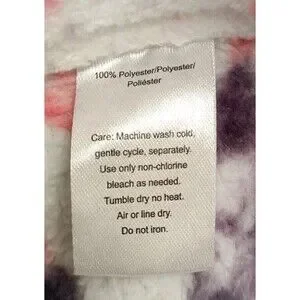 100% Polyester/Polyester/
Poliéster
Care: Machine wash cold,
gentle cycle, separately.
Use only non-chlorine
bleach as needed.
Tumble dry no heat.
Air or line dry.
Do not iron.